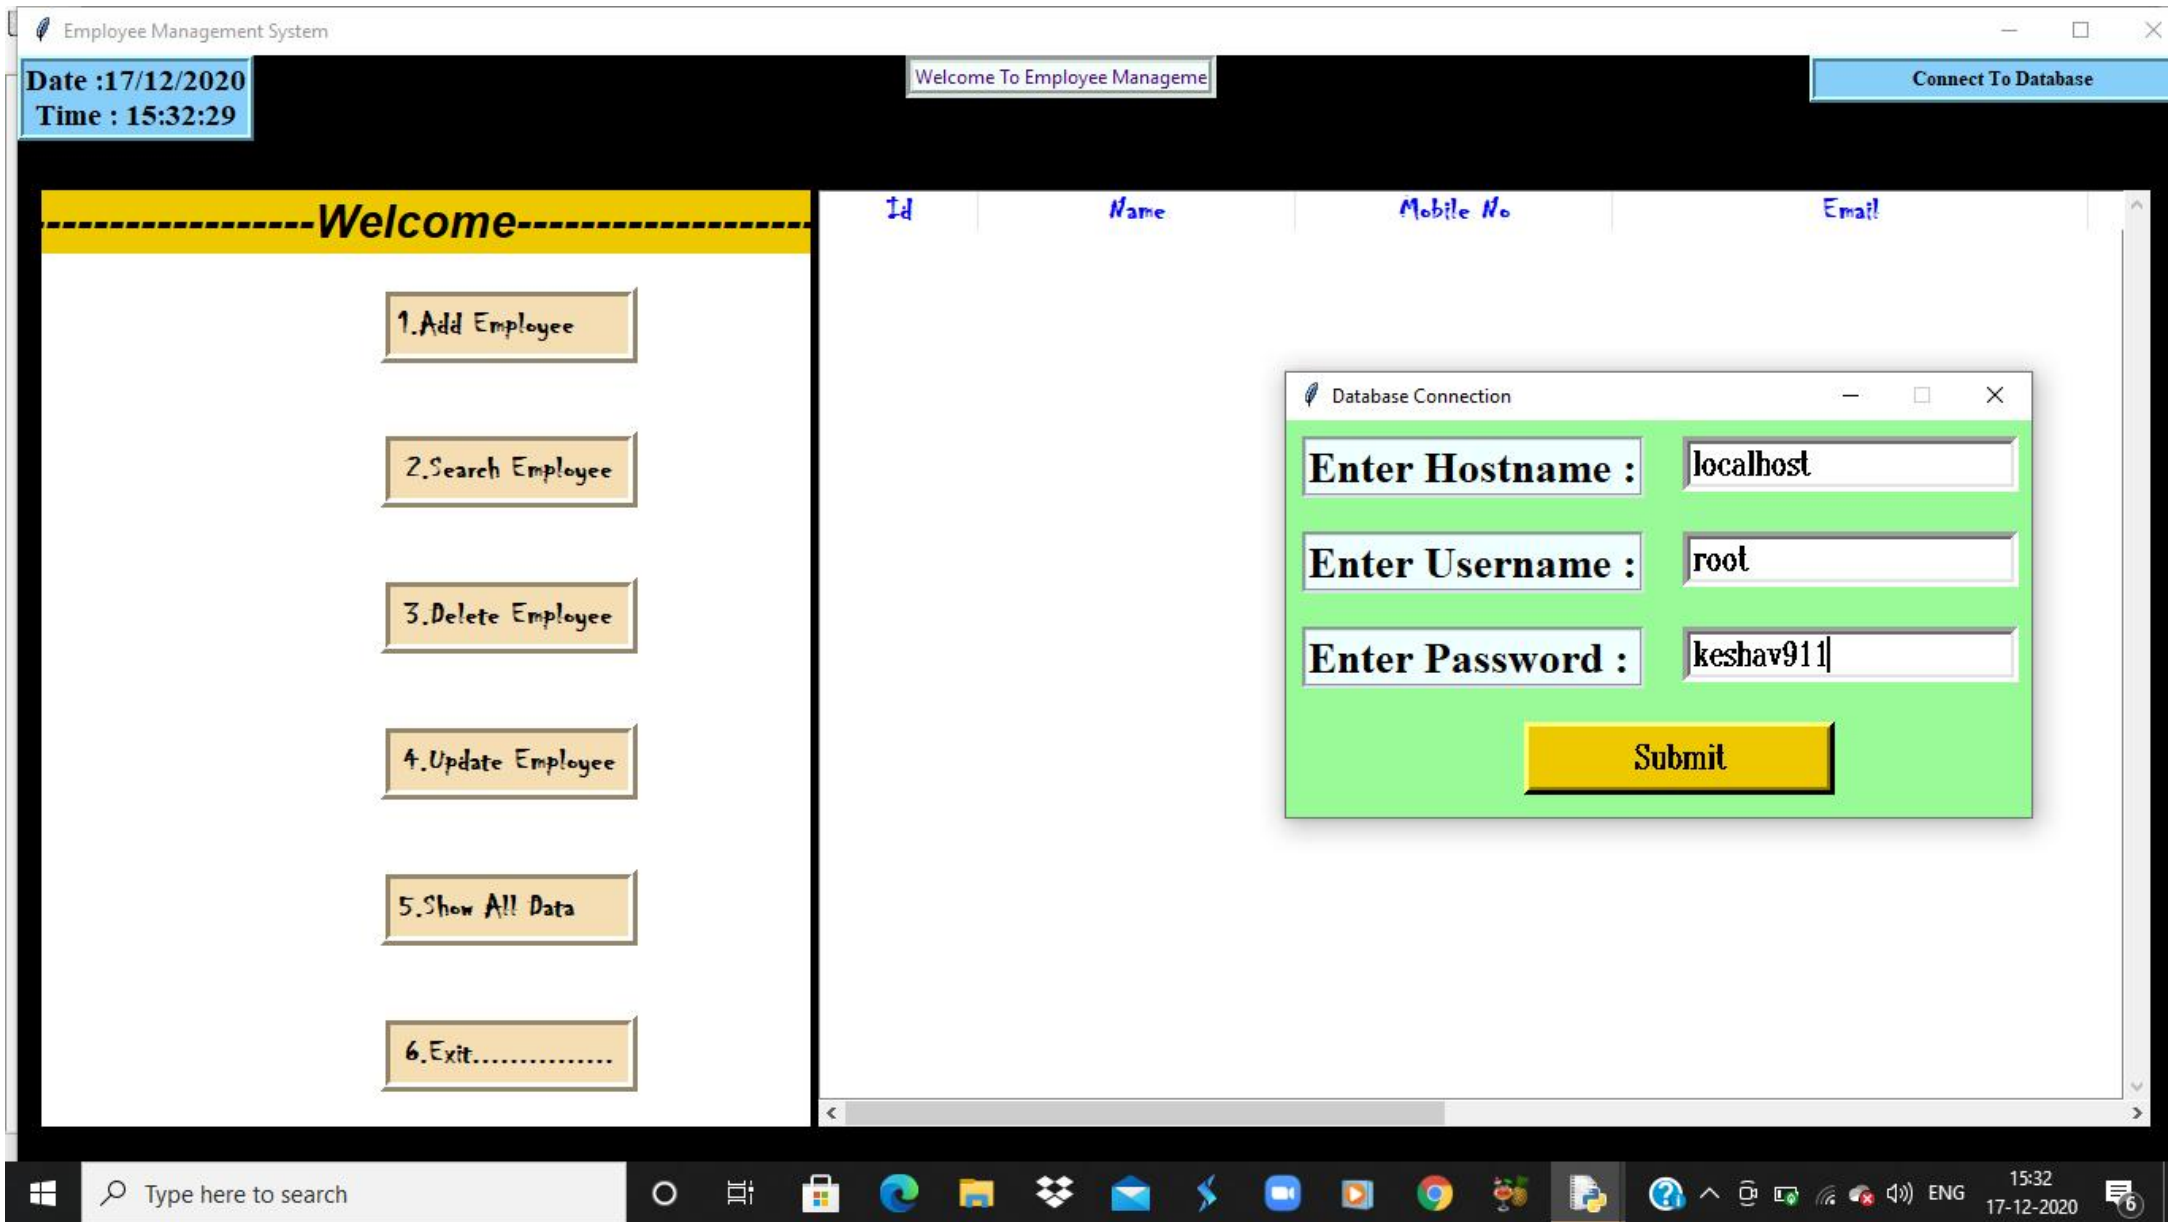 Employee Management System
Date :17/12/2020
Time : 15:32:29
Welcome To Employee Manageme
Connect To Database
-----------------Welcome------------------
Id Name Mobile No Email
1.Add Employee
2.Search Employee
3.Delete Employee
4.Update Employee
5.Show All Data
6.Exit...............
Database Connection
Enter Hostname : localhost
Enter Username : root
Enter Password : keshav911
Submit
Type here to search
ENG
15:32
17-12-2020
6